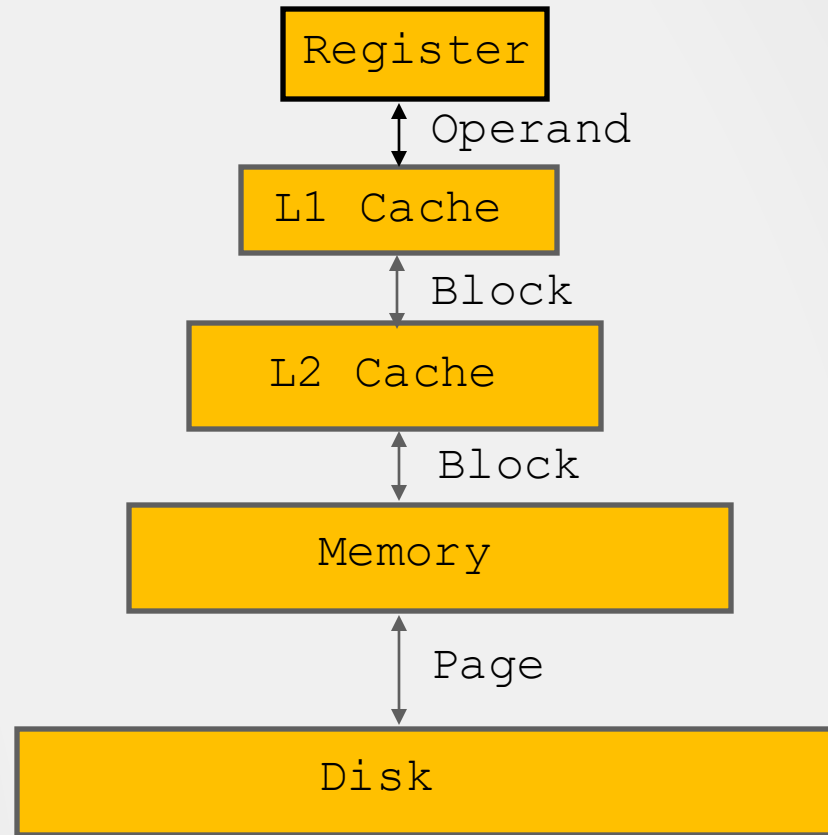 Register
Operand
L1 Cache
Block
L2 Cache
Block
Memory
Page
Disk